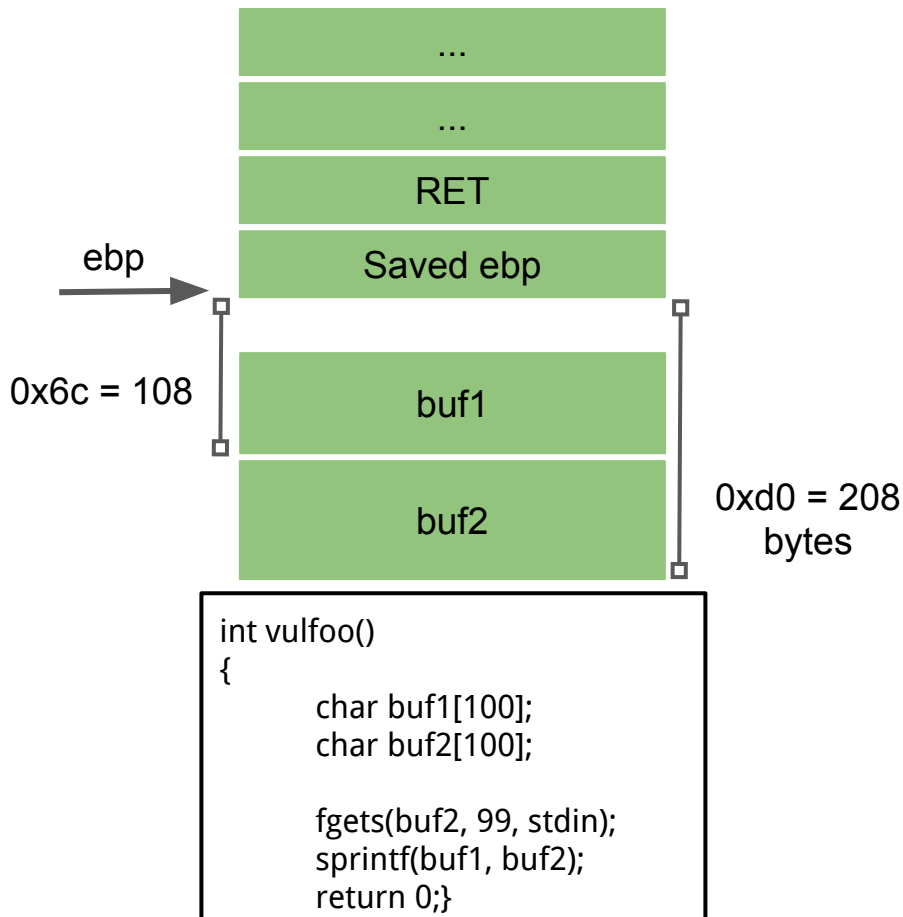 ...
...
RET
ebp
Saved ebp
0x6c = 108
buf1
buf2
0xd0 = 208
bytes
int vulfoo()
{
char buf1[100];
char buf2[100];
fgets(buf2, 99, stdin);
sprintf(buf1, buf2);
return 0;}